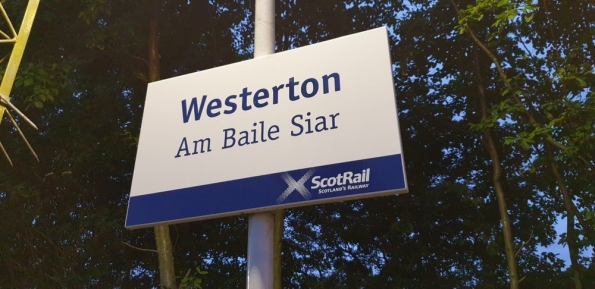 Westerton
Am Baile Siar
ScotRail
SCOTLAND'S RAILWAY